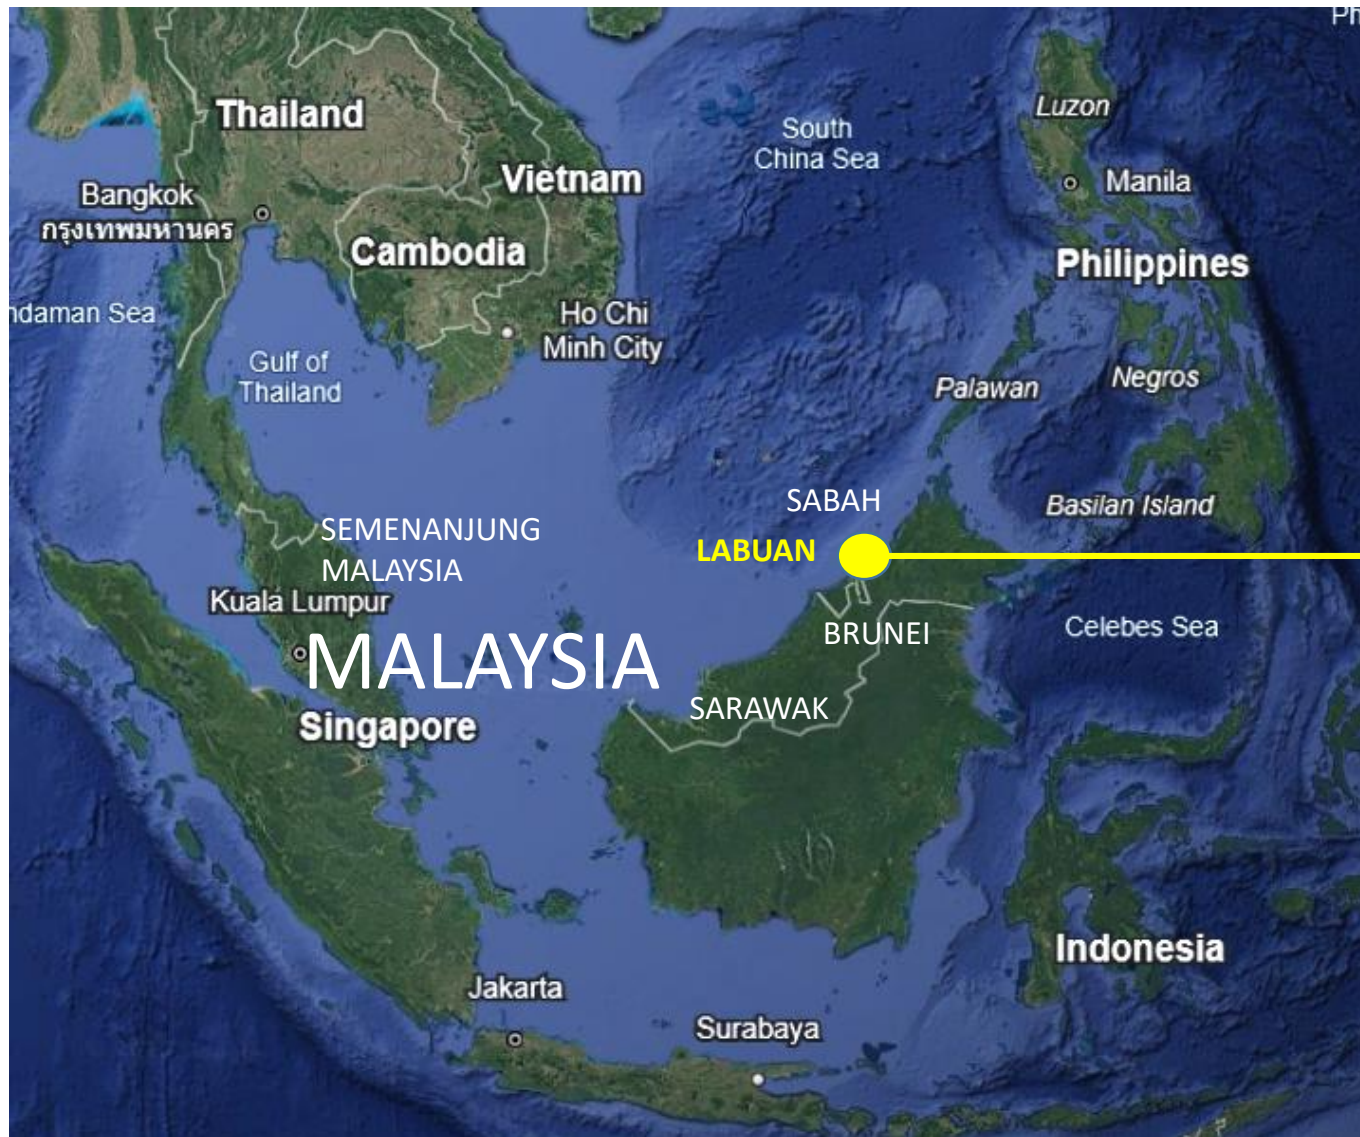 Ph
Thailand
Luzon
South
China Sea
Vietnam
Manila
Bangkok
กรุงเทพมหานคร
Cambodia
Philippines
ndaman Sea
Ho Chi
Minh City
Gulf of
Thailand
Palawan
Negros
SABAH
Basilan Island
SEMENANJUNG
MALAYSIA
LABUAN
Kuala Lumpur
BRUNEI
Celebes Sea
MALAYSIA
SARAWAK
Singapore
Indonesia
Jakarta
Surabaya